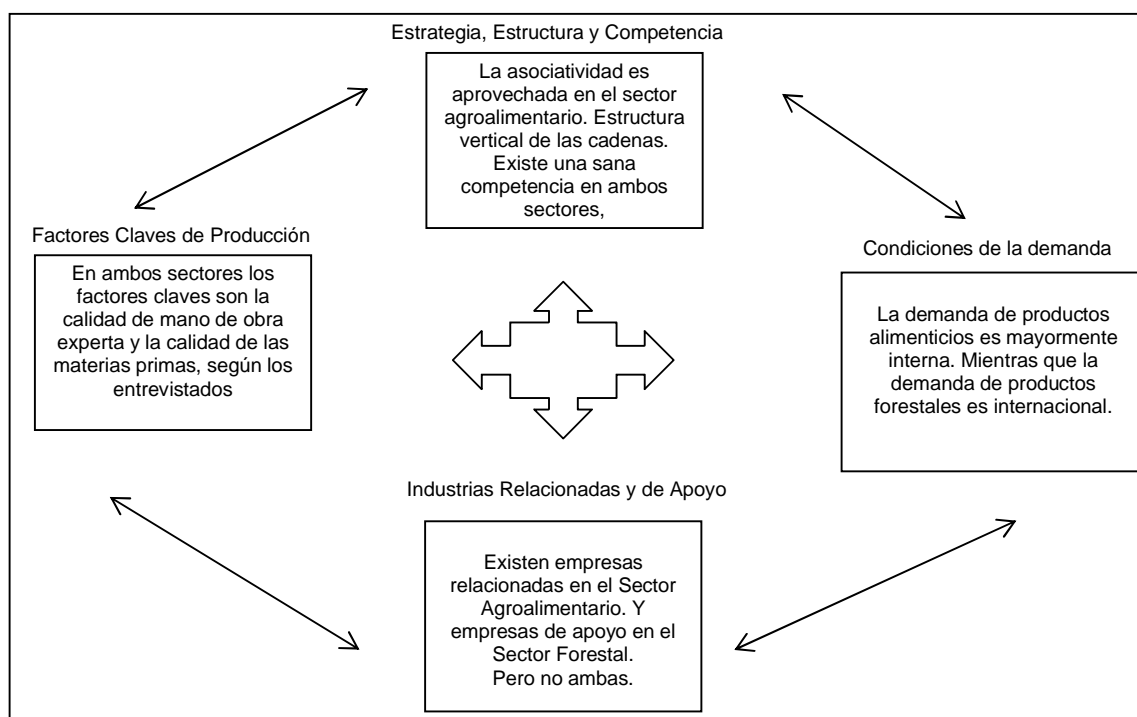 Estrategia, Estructura y Competencia
La asociatividad es
aprovechada en el sector
agroalimentario. Estructura
vertical de las cadenas.
Existe una sana
competencia en ambos
sectores,
Factores Claves de Producción
En ambos sectores los
factores claves son la
calidad de mano de obra
experta y la calidad de las
materias primas, según los
entrevistados
Condiciones de la demanda
La demanda de productos
alimenticios es mayormente
interna. Mientras que la
demanda de productos
forestales es internacional.
Industrias Relacionadas y de Apoyo
Existen empresas
relacionadas en el Sector
Agroalimentario. Y
empresas de apoyo en el
Sector Forestal.
Pero no ambas.